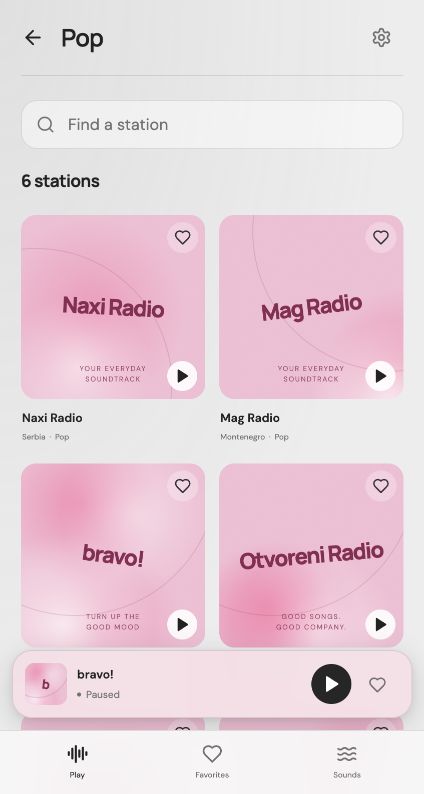 Pop
Find a station
6 stations
Naxi Radio
YOUR EVERYDAY
SOUNDTRACK
Mag Radio
YOUR EVERYDAY
SOUNDTRACK
Naxi Radio
Serbia · Pop
Mag Radio
Montenegro · Pop
bravo!
TURN UP THE
GOOD MOOD
Otvoreni Radio
GOOD SONGS.
GOOD COMPANY.
b
bravo!
Paused
Play
Favorites
Sounds